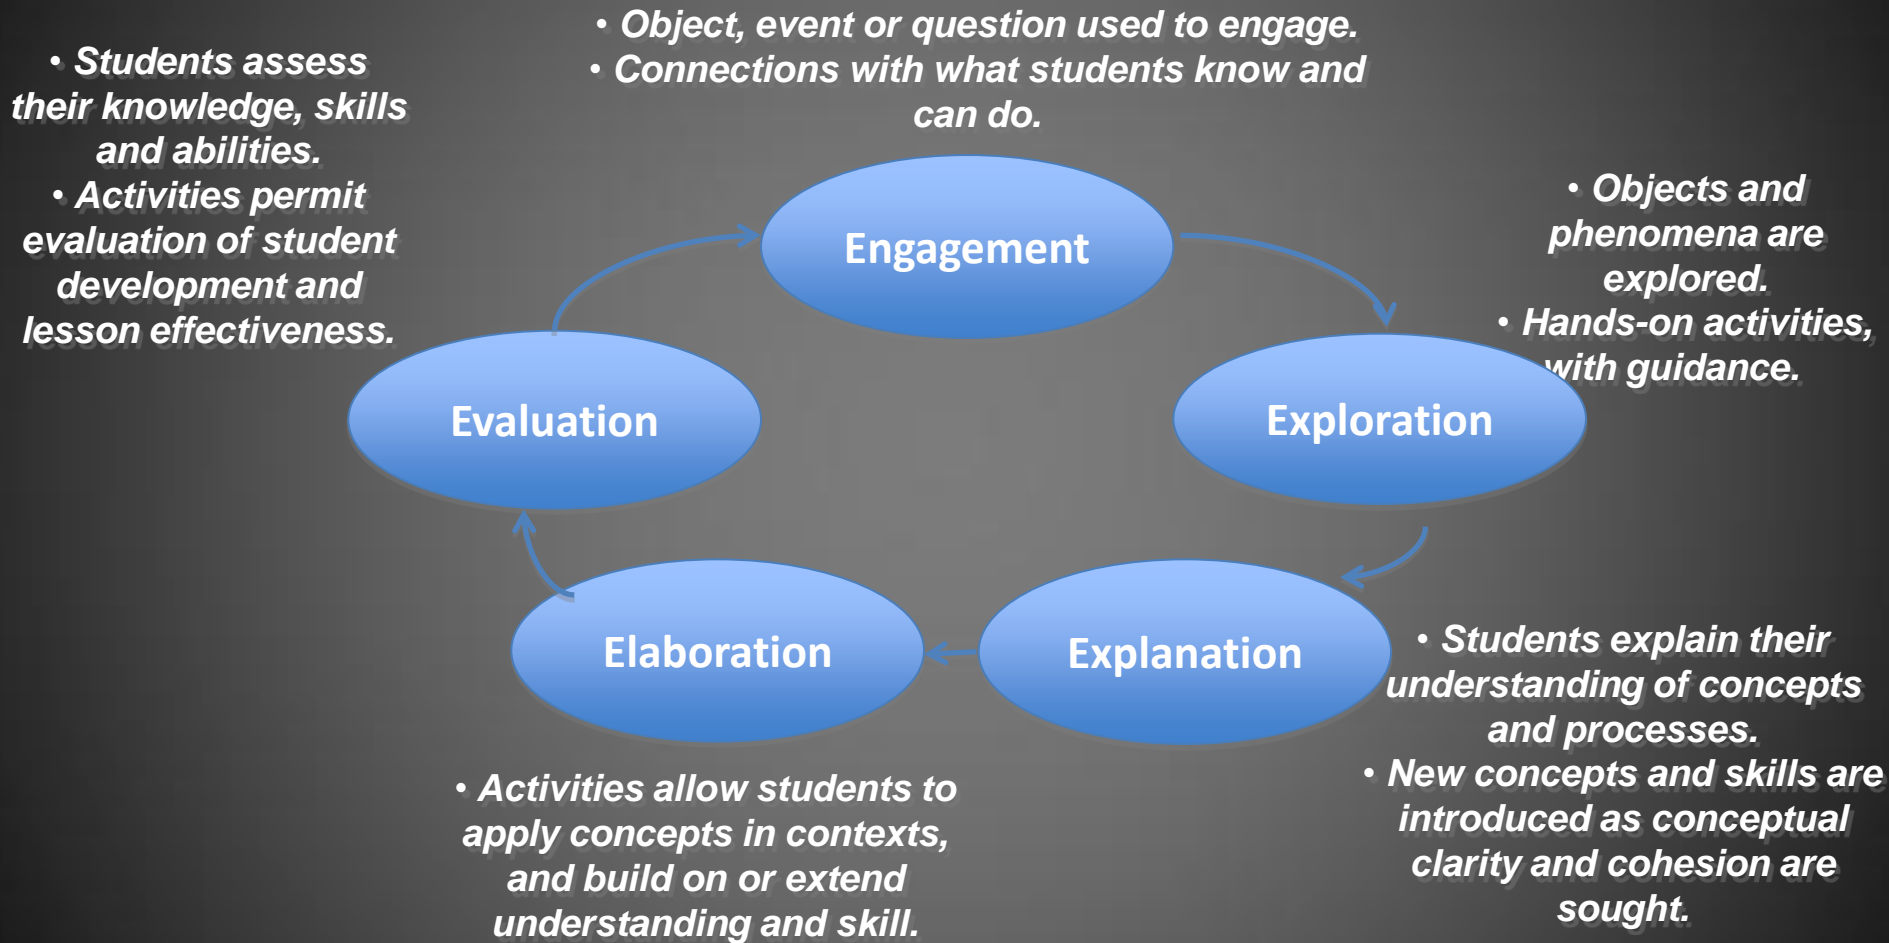 • Object, event or question used to engage.
• Connections with what students know and
can do.
Engagement
• Objects and
phenomena are
explored.
• Hands-on activities,
with guidance.
Exploration
• Students explain their
understanding of concepts
and processes.
• New concepts and skills are
introduced as conceptual
clarity and cohesion are
sought.
Explanation
Elaboration
• Activities allow students to
apply concepts in contexts,
and build on or extend
understanding and skill.
• Students assess
their knowledge, skills
and abilities.
• Activities permit
evaluation of student
development and
lesson effectiveness.
Evaluation